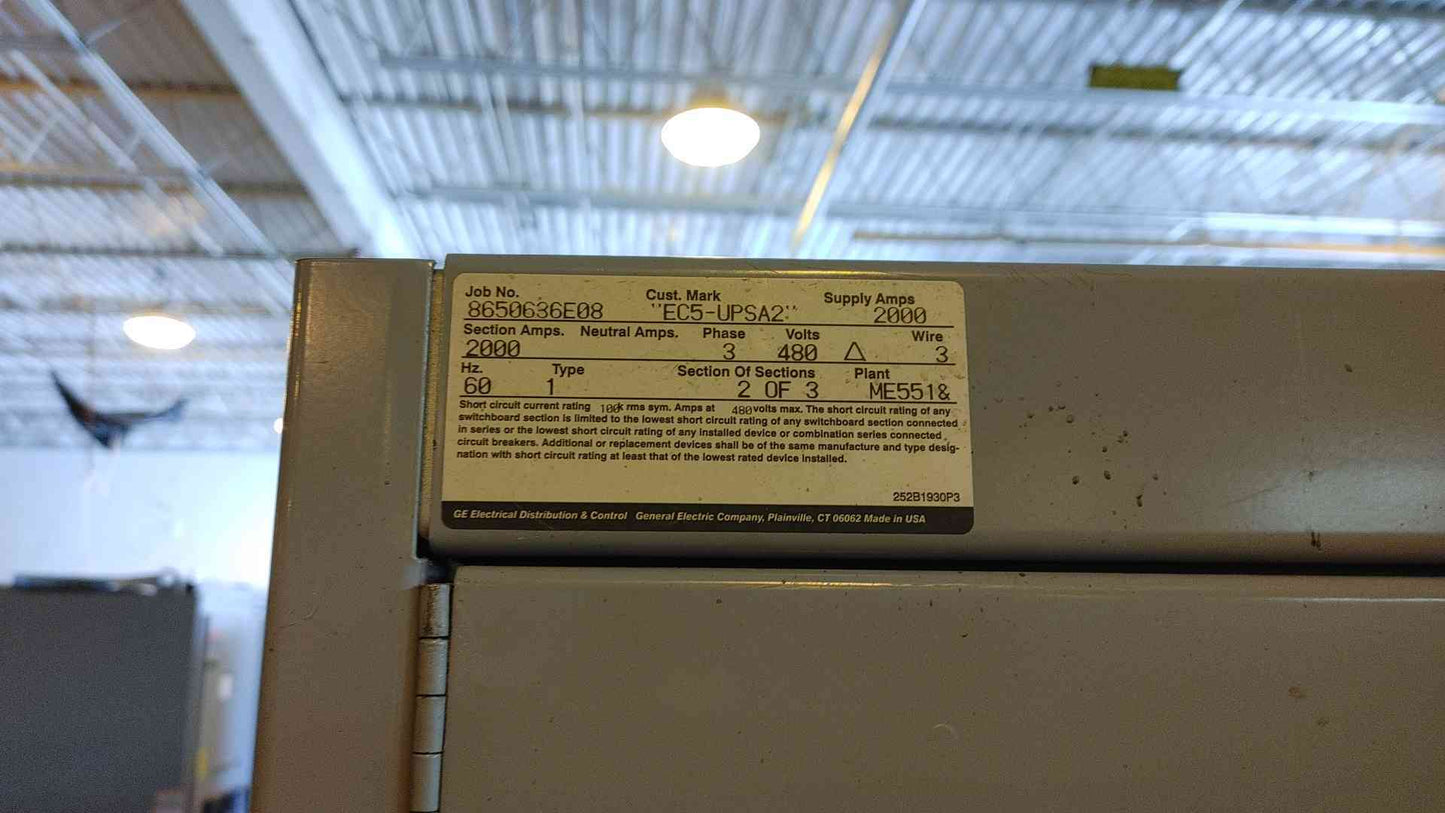 Job No. Cust. Mark Supply Amps
8650636E08 "EC5-UPSA2" 2000
Section Amps. Neutral Amps. Phase Volts Wire
2000 3 480 △ 3
Hz. Type Section Of Sections Plant
60 1 2 OF 3 ME551&
Short circuit current rating 100k rms sym. Amps at 480 volts max. The short circuit rating of any
switchboard section is limited to the lowest short circuit rating of any switchboard section connected
in series or the lowest short circuit rating of any installed device or combination series connected
circuit breakers. Additional or replacement devices shall be of the same manufacture and type desig-
nation with short circuit rating at least that of the lowest rated device installed.
252B1930P3
GE Electrical Distribution & Control General Electric Company, Plainville, CT 06062 Made in USA